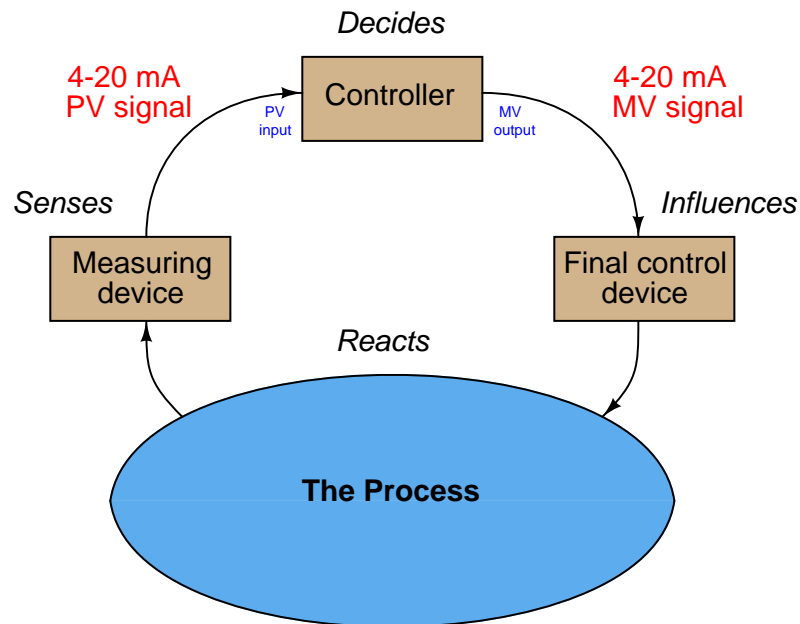 Decides
4-20 mA
PV signal
Controller
4-20 mA
MV signal
PV
input
MV
output
Senses
Influences
Measuring
device
Final control
device
Reacts
The Process